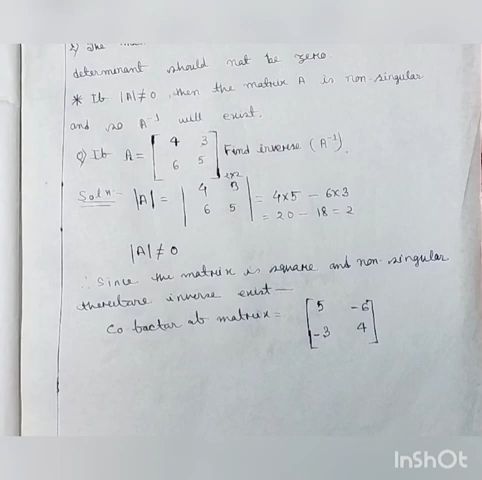 2) The
determinant should not be zero.
* If |A| ≠ 0, then the matrix A is non-singular
and so A⁻¹ will exist.
Q) If A = [4 3; 6 5]₂ₓ₂ Find inverse (A⁻¹).
Solⁿ:- |A| = |4 3; 6 5| = 4×5 - 6×3
= 20 - 18 = 2
|A| ≠ 0
∴ Since the matrix is square and non-singular
therefore inverse exist —
Co factor of matrix = [5 -6; -3 4]
InShOt